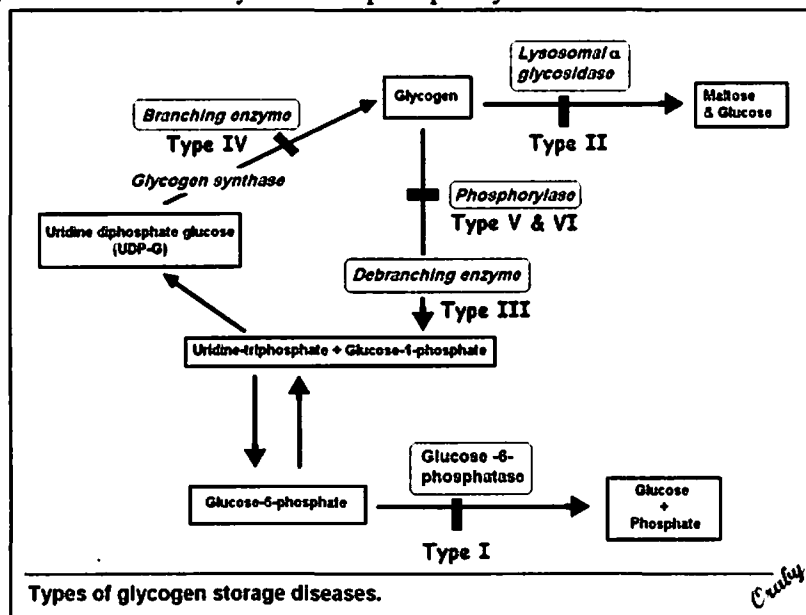 Lysosomal α
glycosidase
Glycogen
Maltose
& Glucose
Branching enzyme
Type IV
Type II
Glycogen synthase
Phosphorylase
Type V & VI
Uridine diphosphate glucose
(UDP-G)
Debranching enzyme
Type III
Uridine-triphosphate + Glucose-1-phosphate
Glucose -6-
phosphatase
Glucose-6-phosphate
Glucose
+
Phosphate
Type I
Types of glycogen storage diseases.